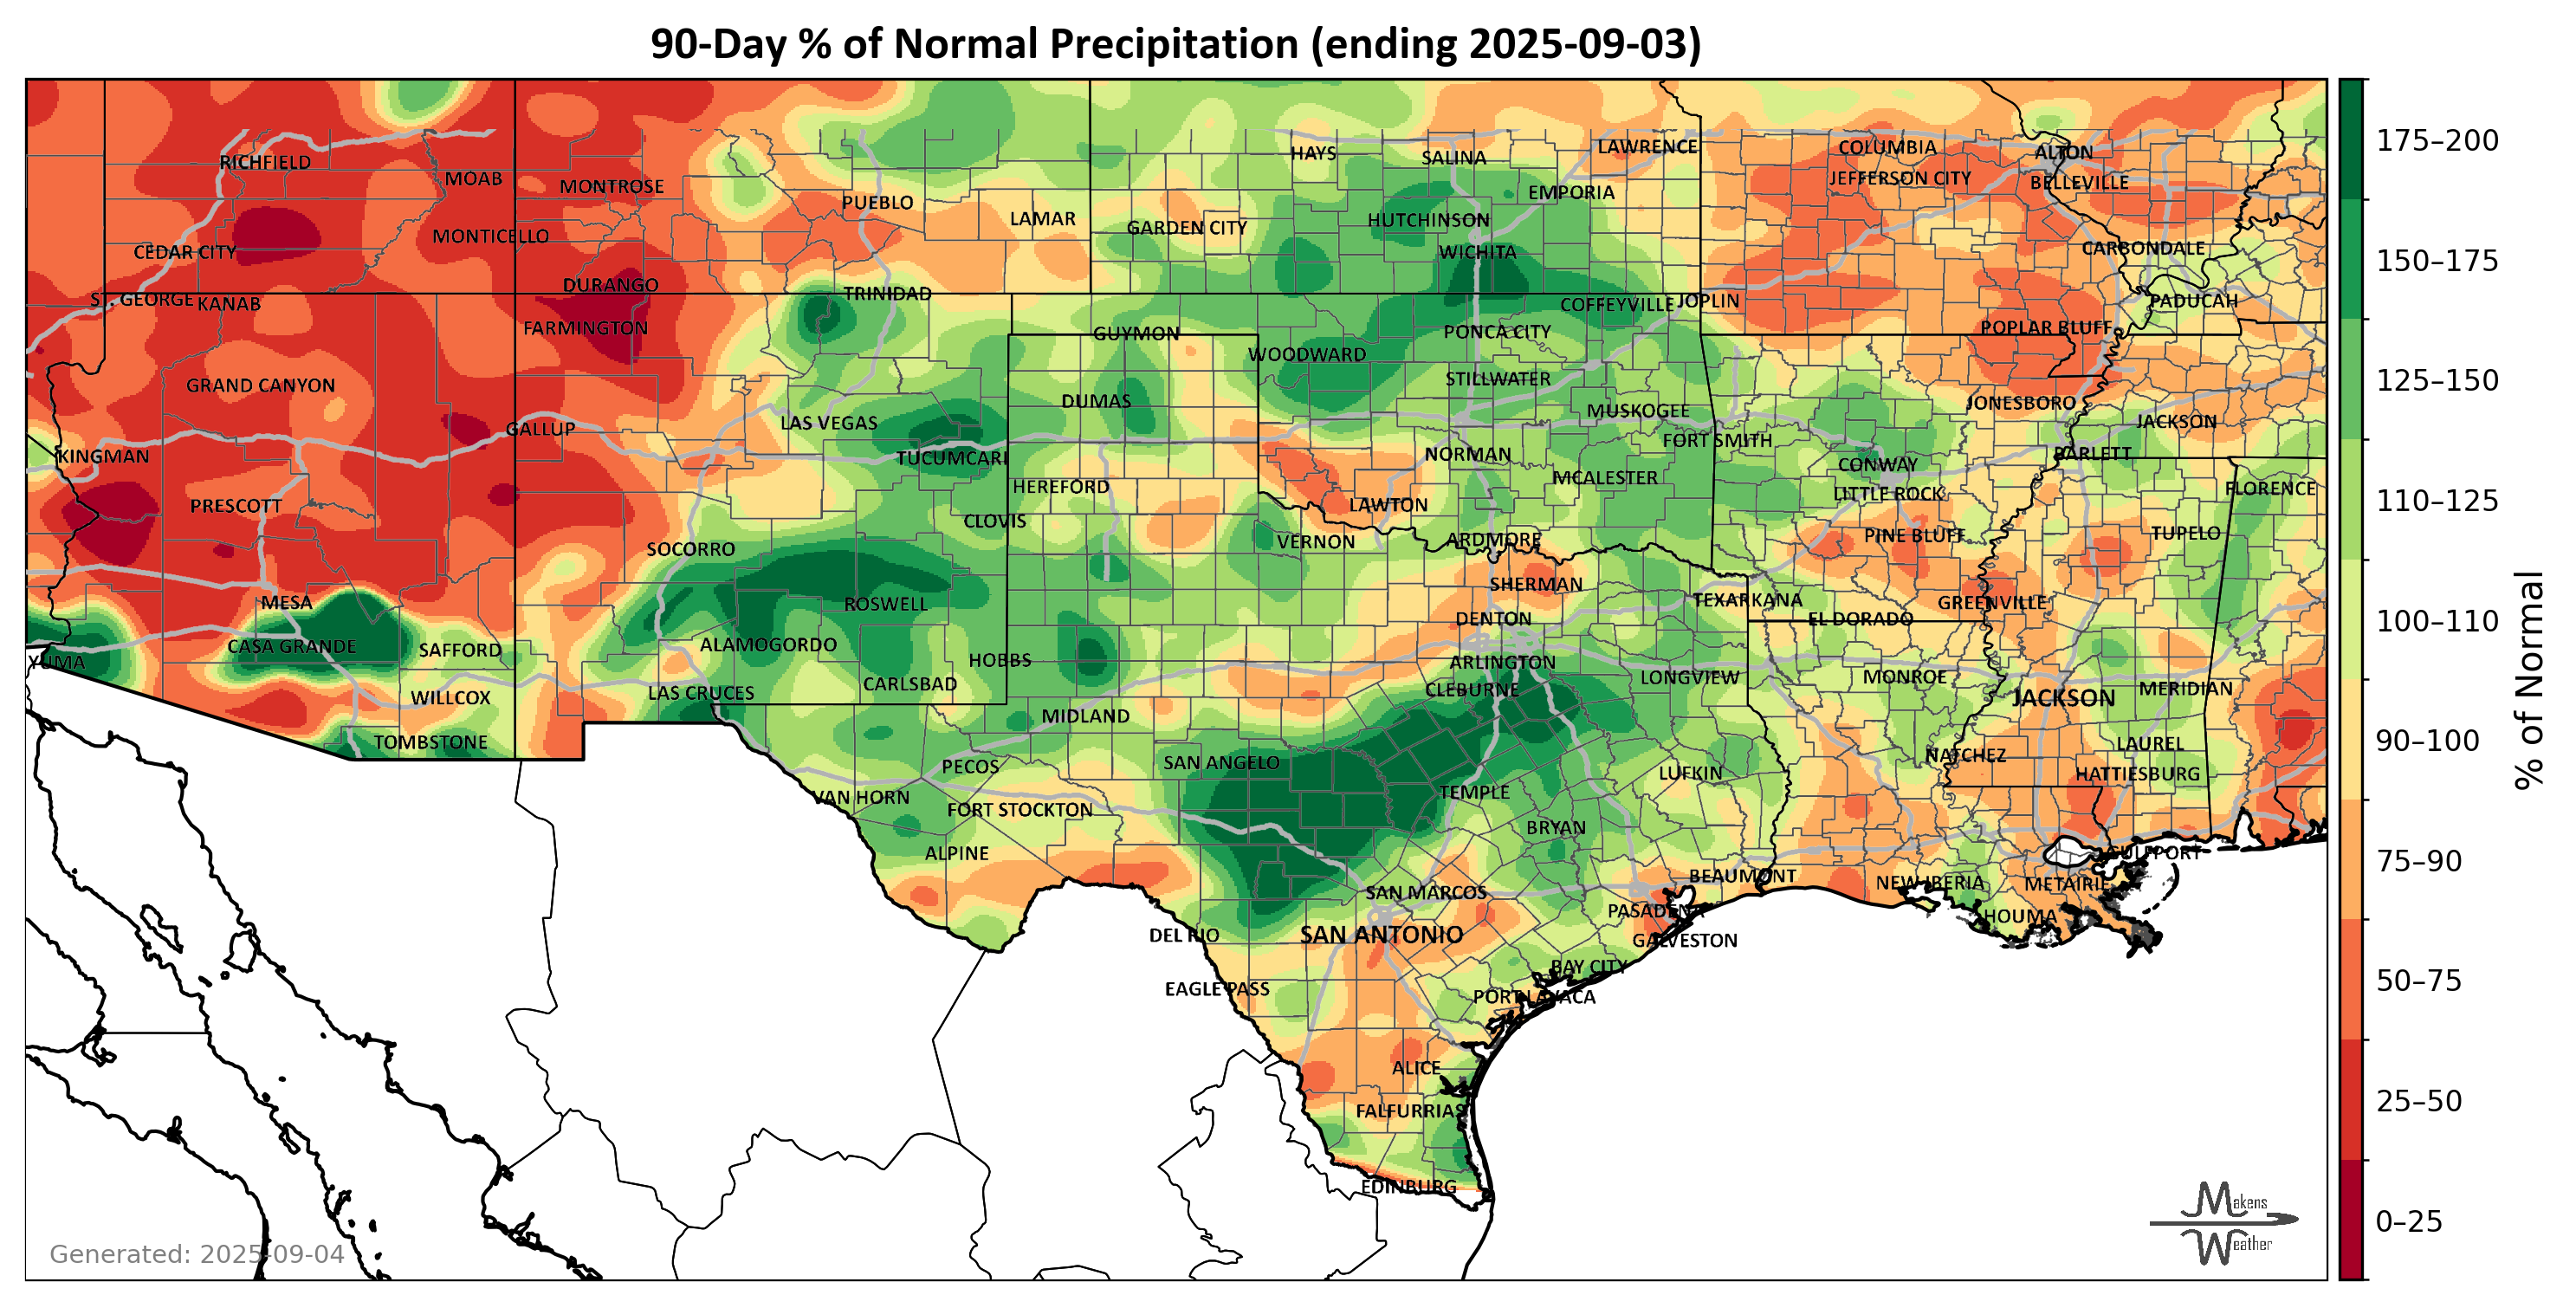 90-Day % of Normal Precipitation (ending 2025-09-03)
HAYS
SALINA
LAWRENCE
COLUMBIA
ALTON
RICHFIELD
MOAB
MONTROSE
JEFFERSON CITY
BELLEVILLE
PUEBLO
LAMAR
EMPORIA
GARDEN CITY
HUTCHINSON
MONTICELLO
CEDAR CITY
WICHITA
CARBONDALE
DURANGO
TRINIDAD
ST. GEORGE
KANAB
COFFEYVILLE
JOPLIN
PADUCAH
FARMINGTON
GUYMON
PONCA CITY
POPLAR BLUFF
WOODWARD
GRAND CANYON
STILLWATER
DUMAS
MUSKOGEE
JONESBORO
LAS VEGAS
JACKSON
GALLUP
FORT SMITH
KINGMAN
TUCUMCARI
NORMAN
CONWAY
BARLETT
HEREFORD
MCALESTER
LITTLE ROCK
FLORENCE
PRESCOTT
LAWTON
CLOVIS
PINE BLUFF
TUPELO
SOCORRO
VERNON
ARDMORE
SHERMAN
MESA
ROSWELL
TEXARKANA
GREENVILLE
DENTON
EL DORADO
CASA GRANDE
SAFFORD
ALAMOGORDO
YUMA
HOBBS
ARLINGTON
LONGVIEW
MONROE
CARLSBAD
CLEBURNE
MERIDIAN
WILLCOX
LAS CRUCES
JACKSON
MIDLAND
TOMBSTONE
LAUREL
NATCHEZ
PECOS
SAN ANGELO
LUFKIN
HATTIESBURG
VAN HORN
FORT STOCKTON
TEMPLE
BRYAN
ALPINE
GULFPORT
BEAUMONT
NEW IBERIA
METAIRIE
SAN MARCOS
PASADENA
HOUMA
DEL RIO
SAN ANTONIO
GALVESTON
BAY CITY
EAGLE PASS
PORT LAVACA
ALICE
FALFURRIAS
EDINBURG
175–200
150–175
125–150
110–125
100–110
90–100
75–90
50–75
25–50
0–25
% of Normal
Makens
Weather
Generated: 2025-09-04